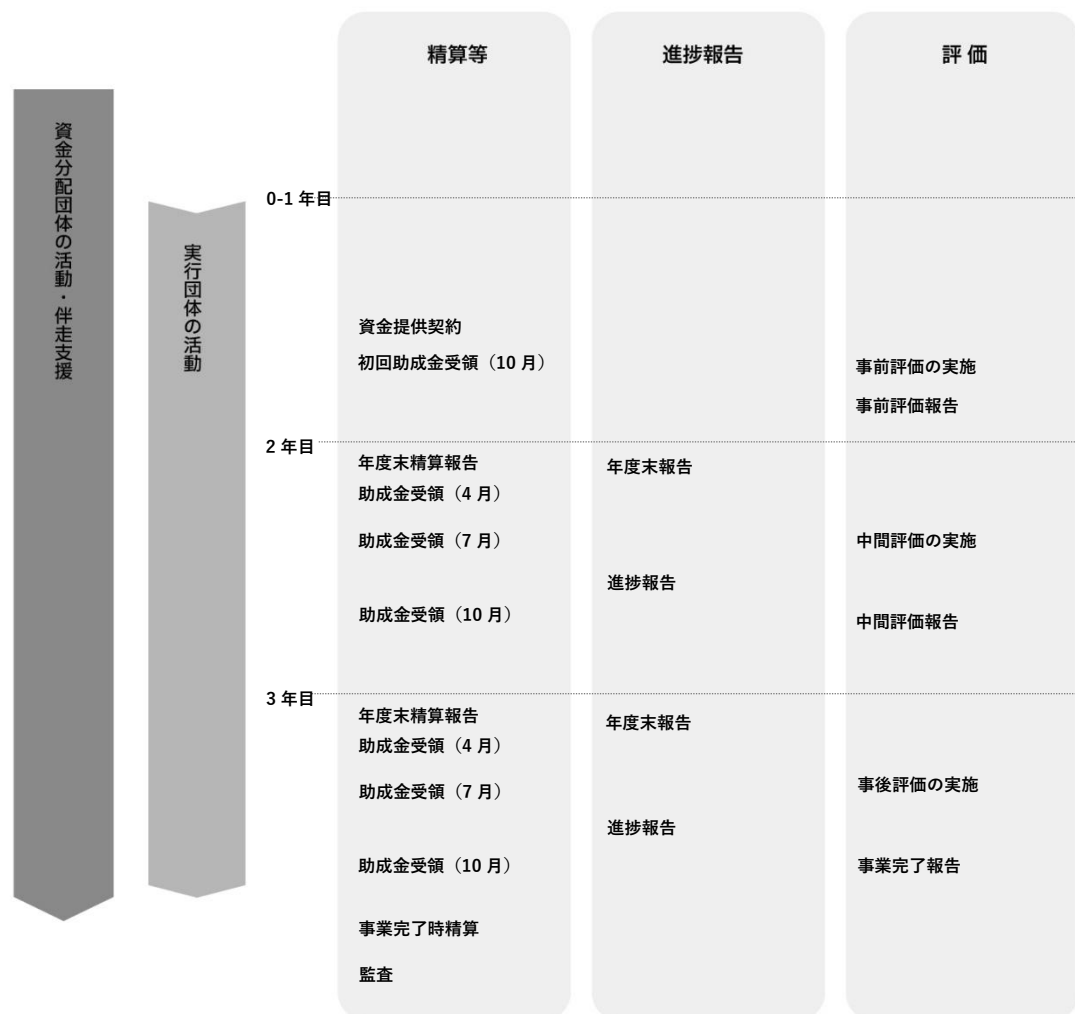 精算等
進捗報告
評 価
資金分配団体の活動・伴走支援
実行団体の活動
0-1 年目
資金提供契約
初回助成金受領（10 月）
事前評価の実施
事前評価報告
2 年目
年度末精算報告
年度末報告
助成金受領（4 月）
助成金受領（7 月）
中間評価の実施
進捗報告
助成金受領（10 月）
中間評価報告
3 年目
年度末精算報告
年度末報告
助成金受領（4 月）
助成金受領（7 月）
事後評価の実施
進捗報告
助成金受領（10 月）
事業完了報告
事業完了時精算
監査